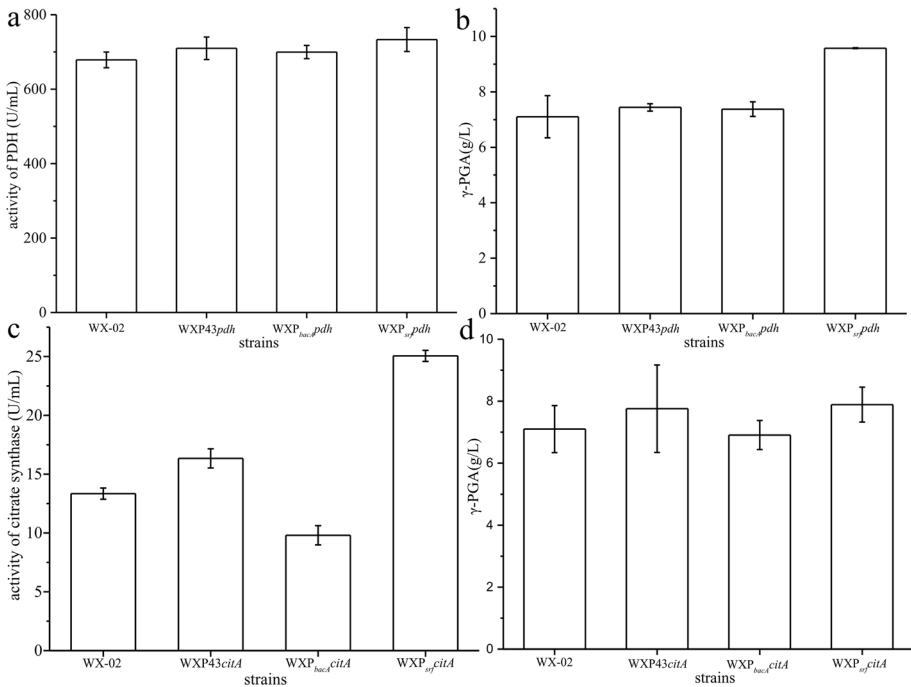 a
activity of PDH (U/mL)
800
600
400
200
0
WX-02 WXP43pdh WXPbacApdh WXPsrfpdh
strains
b
γ-PGA(g/L)
10
8
6
4
2
0
WX-02 WXP43pdh WXPbacApdh WXPsrfpdh
strains
c
activity of citrate synthase (U/mL)
25
20
15
10
5
0
WX-02 WXP43citA WXPbacAcitA WXPsrfcitA
strains
d
γ-PGA(g/L)
10
8
6
4
2
0
WX-02 WXP43citA WXPbacAcitA WXPsrfcitA
strains